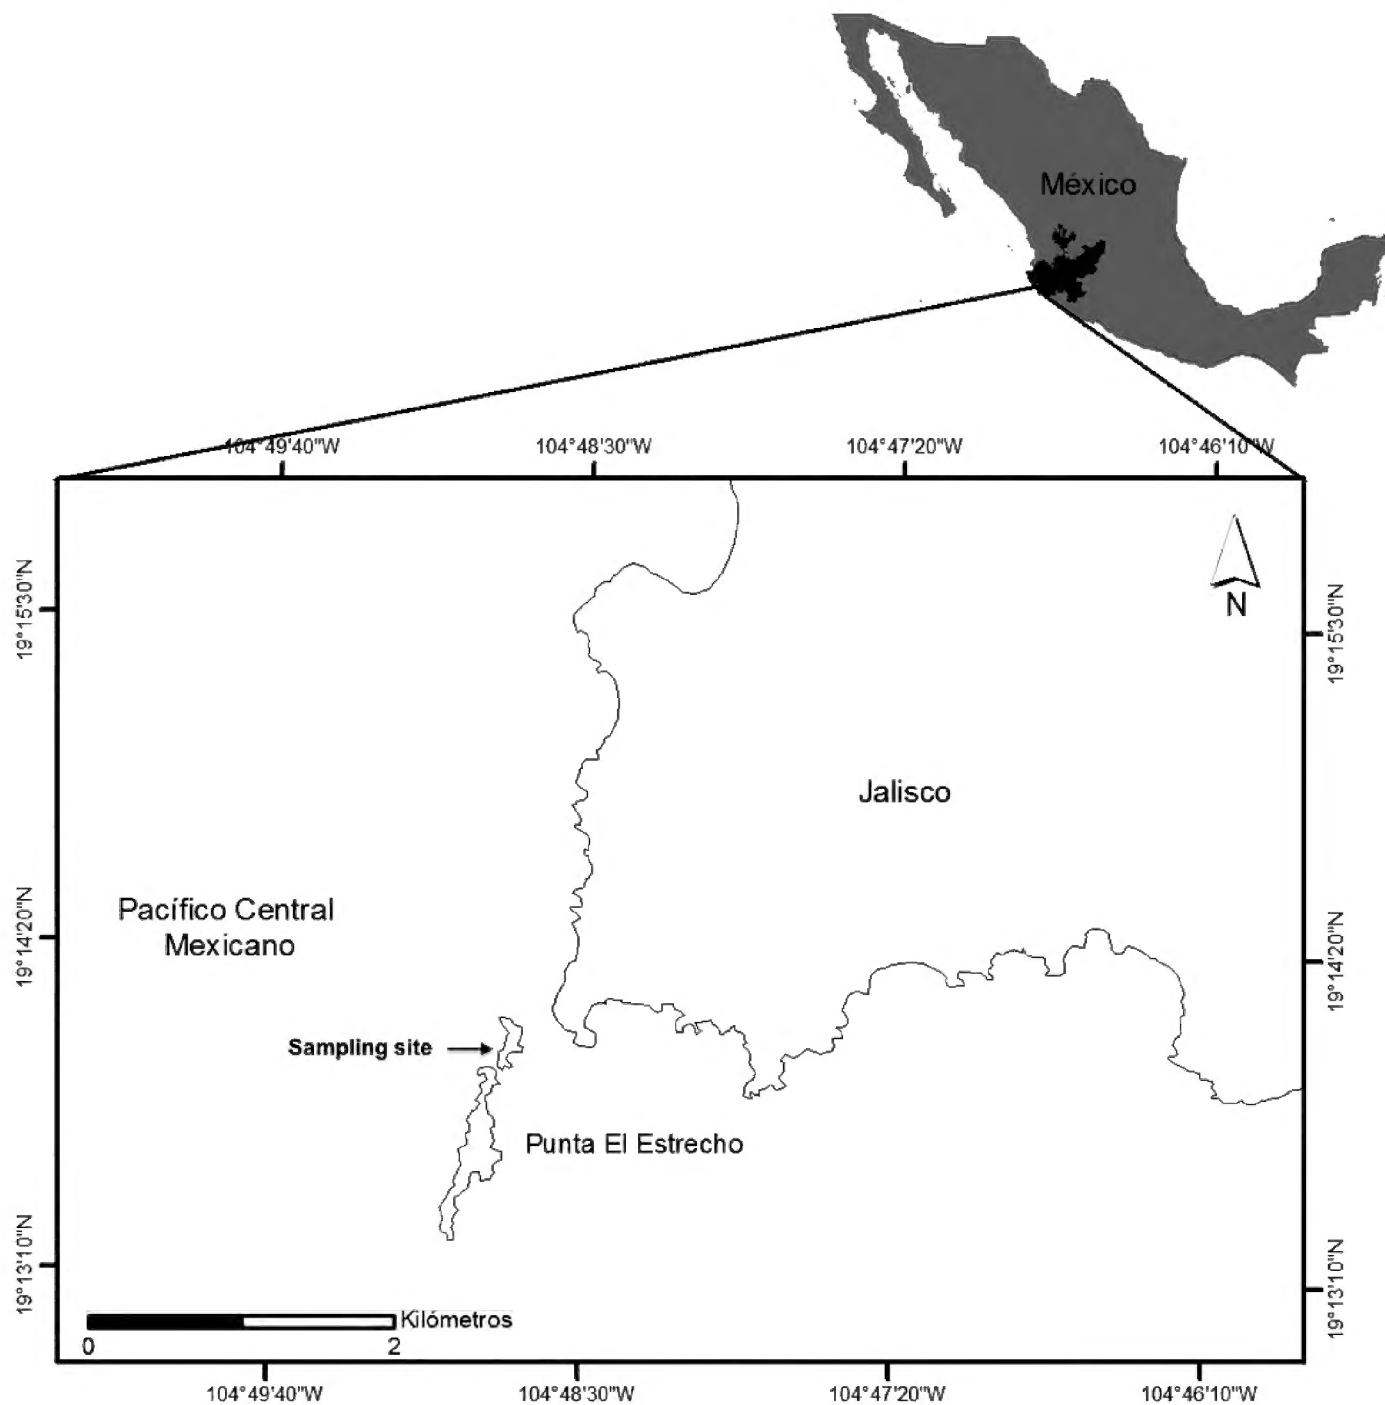 México
104°49'40"W
104°48'30"W
104°47'20"W
104°46'10"W
19°15'30"N
19°15'30"N
N
Jalisco
Pacífico Central
Mexicano
19°14'20"N
19°14'20"N
Sampling site
Punta El Estrecho
19°13'10"N
19°13'10"N
Kilómetros
0 2
104°49'40"W
104°48'30"W
104°47'20"W
104°46'10"W